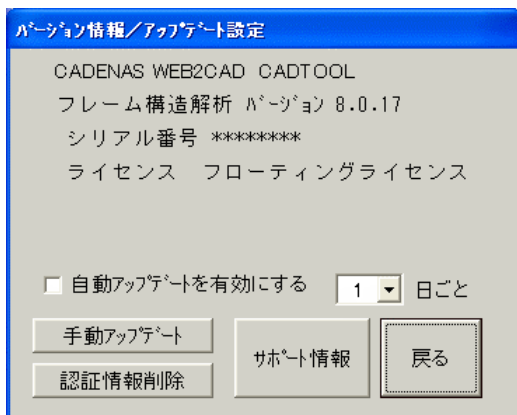 ﾊﾞｰｼﾞｮﾝ情報／ｱｯﾌﾟﾃﾞｰﾄ設定
CADENAS WEB2CAD CADTOOL
フレーム構造解析 ﾊﾞｰｼﾞｮﾝ 8.0.17
シリアル番号 ********
ライセンス フローティングライセンス
自動ｱｯﾌﾟﾃﾞｰﾄを有効にする 1 日ごと
手動ｱｯﾌﾟﾃﾞｰﾄ
認証情報削除
ｻﾎﾟｰﾄ情報
戻る